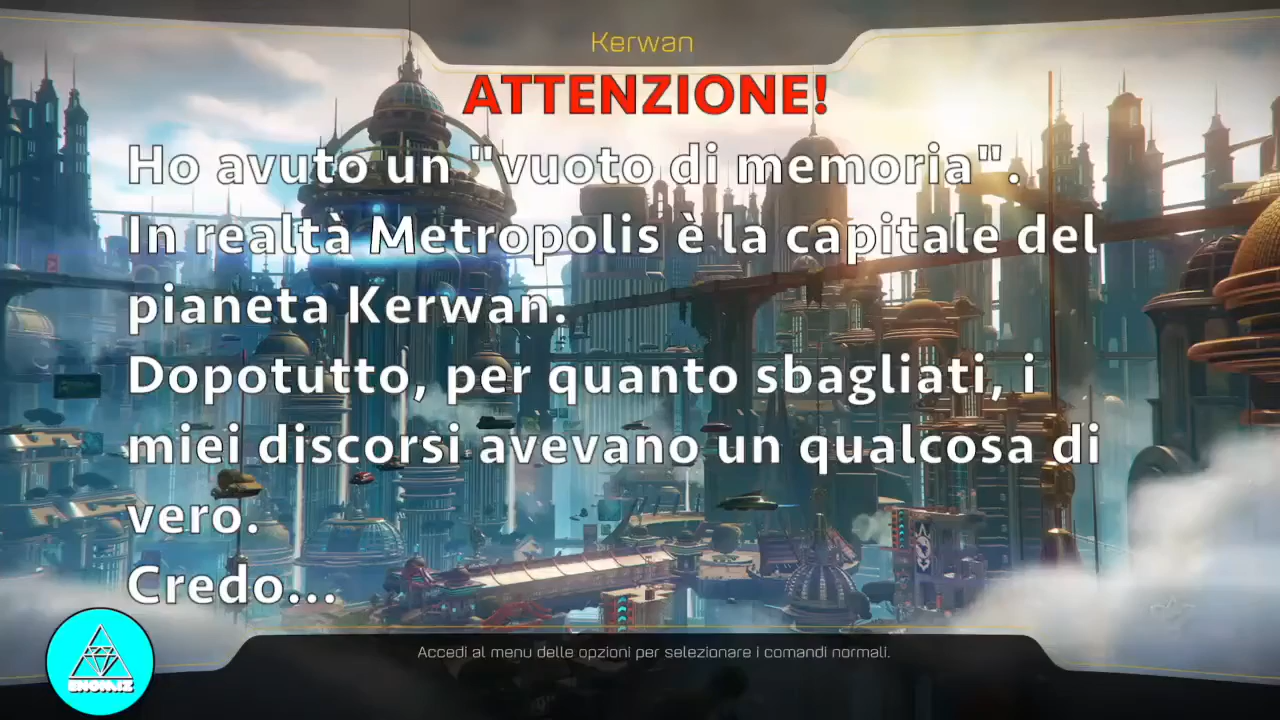 Kerwan
ATTENZIONE!
Ho avuto un "vuoto di memoria".
In realtà Metropolis è la capitale del
pianeta Kerwan.
Dopotutto, per quanto sbagliati, i
miei discorsi avevano un qualcosa di
vero.
Credo...
Accedi al menu delle opzioni per selezionare i comandi normali.